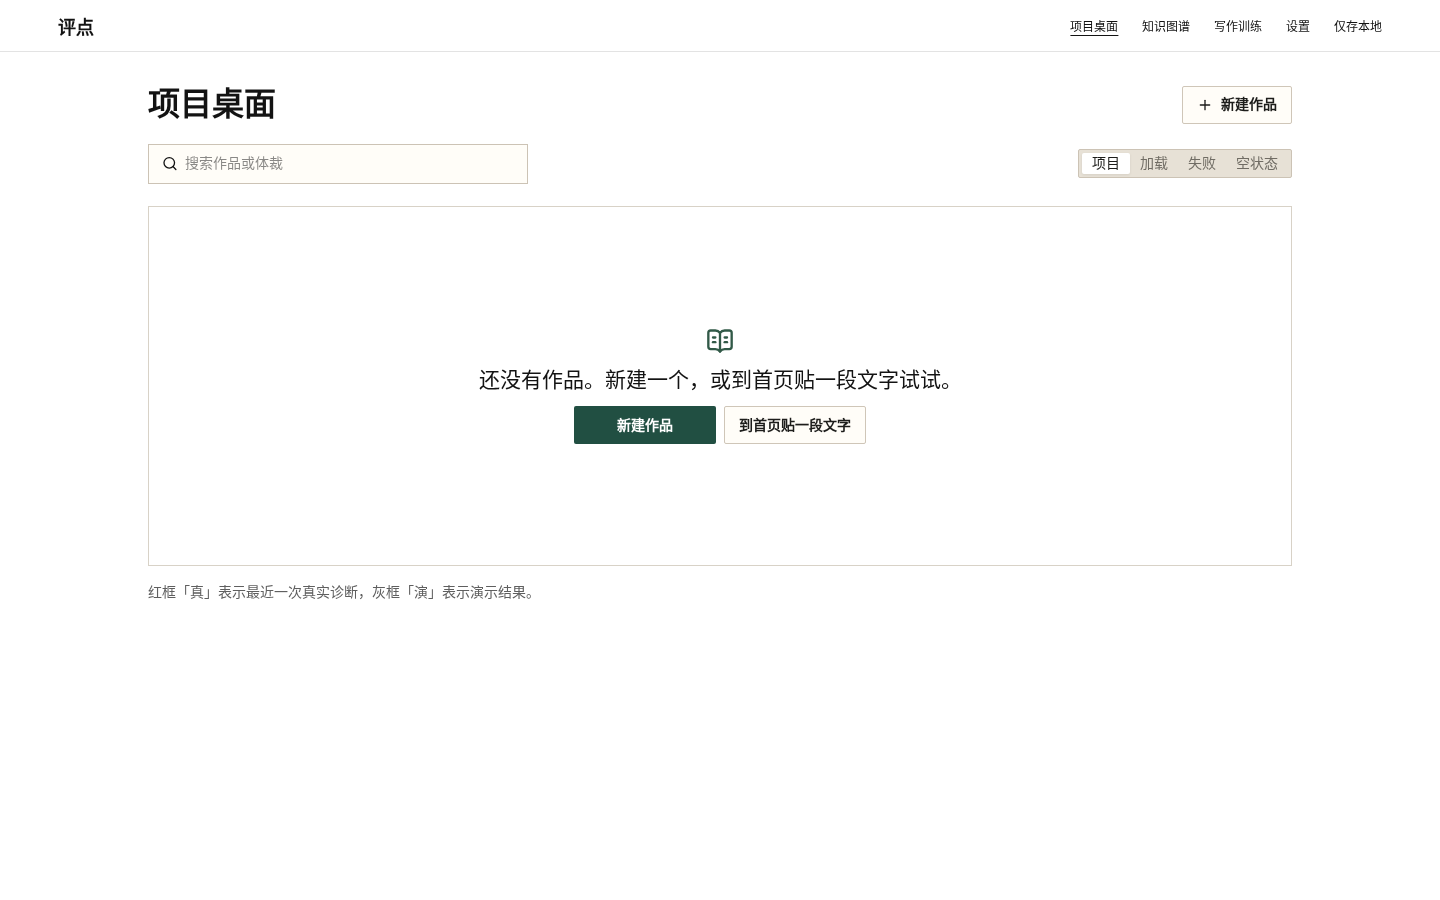 评点
项目桌面 知识图谱 写作训练 设置 仅存本地
项目桌面
新建作品
搜索作品或体裁
项目 加载 失败 空状态
还没有作品。新建一个，或到首页贴一段文字试试。
新建作品 到首页贴一段文字
红框「真」表示最近一次真实诊断，灰框「演」表示演示结果。